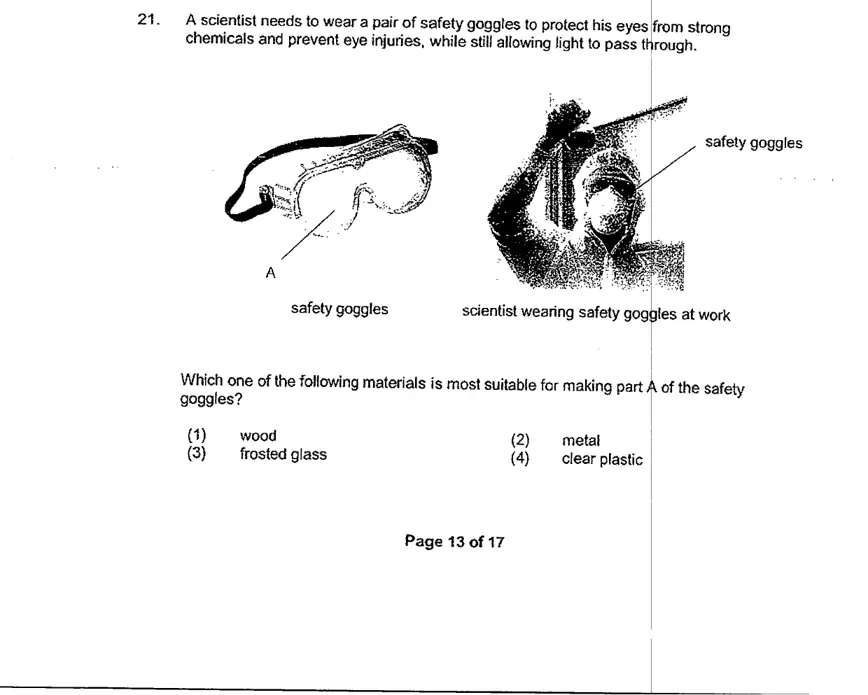 21. A scientist needs to wear a pair of safety goggles to protect his eyes from strong
chemicals and prevent eye injuries, while still allowing light to pass through.
safety goggles
A
safety goggles
scientist wearing safety goggles at work
Which one of the following materials is most suitable for making part A of the safety
goggles?
(1) wood (2) metal
(3) frosted glass (4) clear plastic
Page 13 of 17